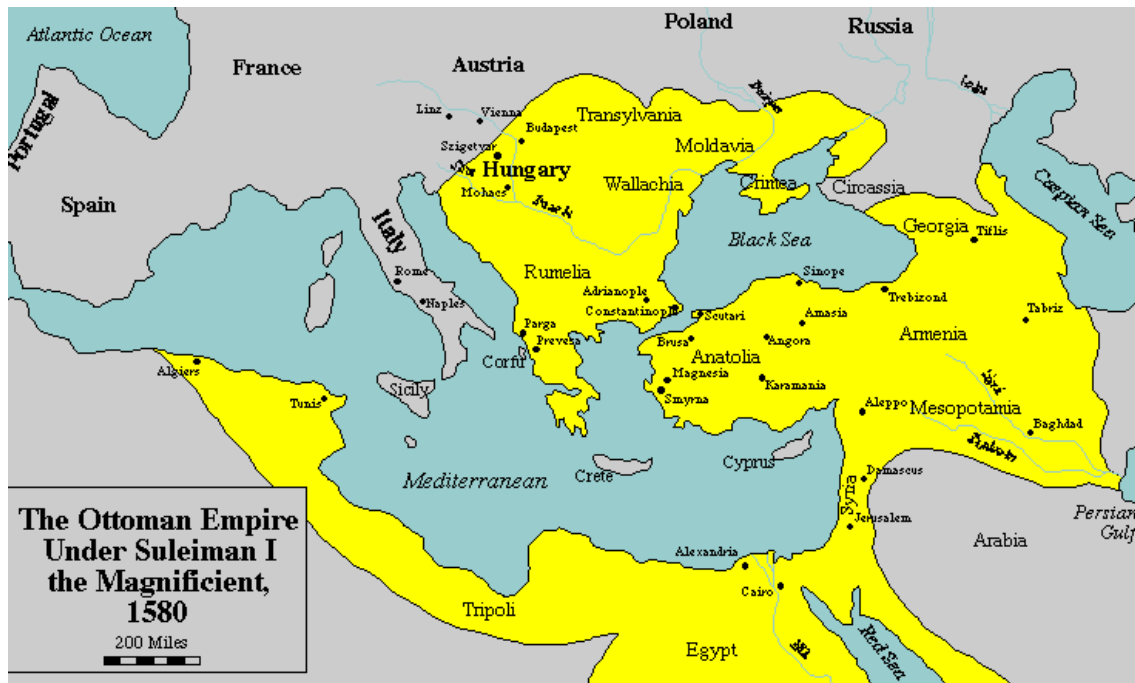 Atlantic Ocean
Poland
Russia
France
Austria
Portugal
Linz
Vienna
Transylvania
Budapest
Szigetvar
Moldavia
Hungary
Wallachia
Crimea
Circassia
Caspian Sea
Mohacs
Spain
Italy
Georgia
Tiflis
Black Sea
Rome
Rumelia
Sinope
Adrianople
Trebizond
Naples
Constantinople
Scutari
Amasia
Tabriz
Parga
Armenia
Prevesa
Brusa
Angora
Corfu
Anatolia
Algiers
Magnesia
Karamania
Sicily
Tunis
Smyrna
Aleppo
Mesopotamia
Baghdad
Cyprus
Crete
Mediterranean
Damascus
Syria
Persian
Gulf
Jerusalem
Arabia
The Ottoman Empire
Under Suleiman I
the Magnificient,
1580
200 Miles
Alexandria
Cairo
Tripoli
Egypt
Red Sea